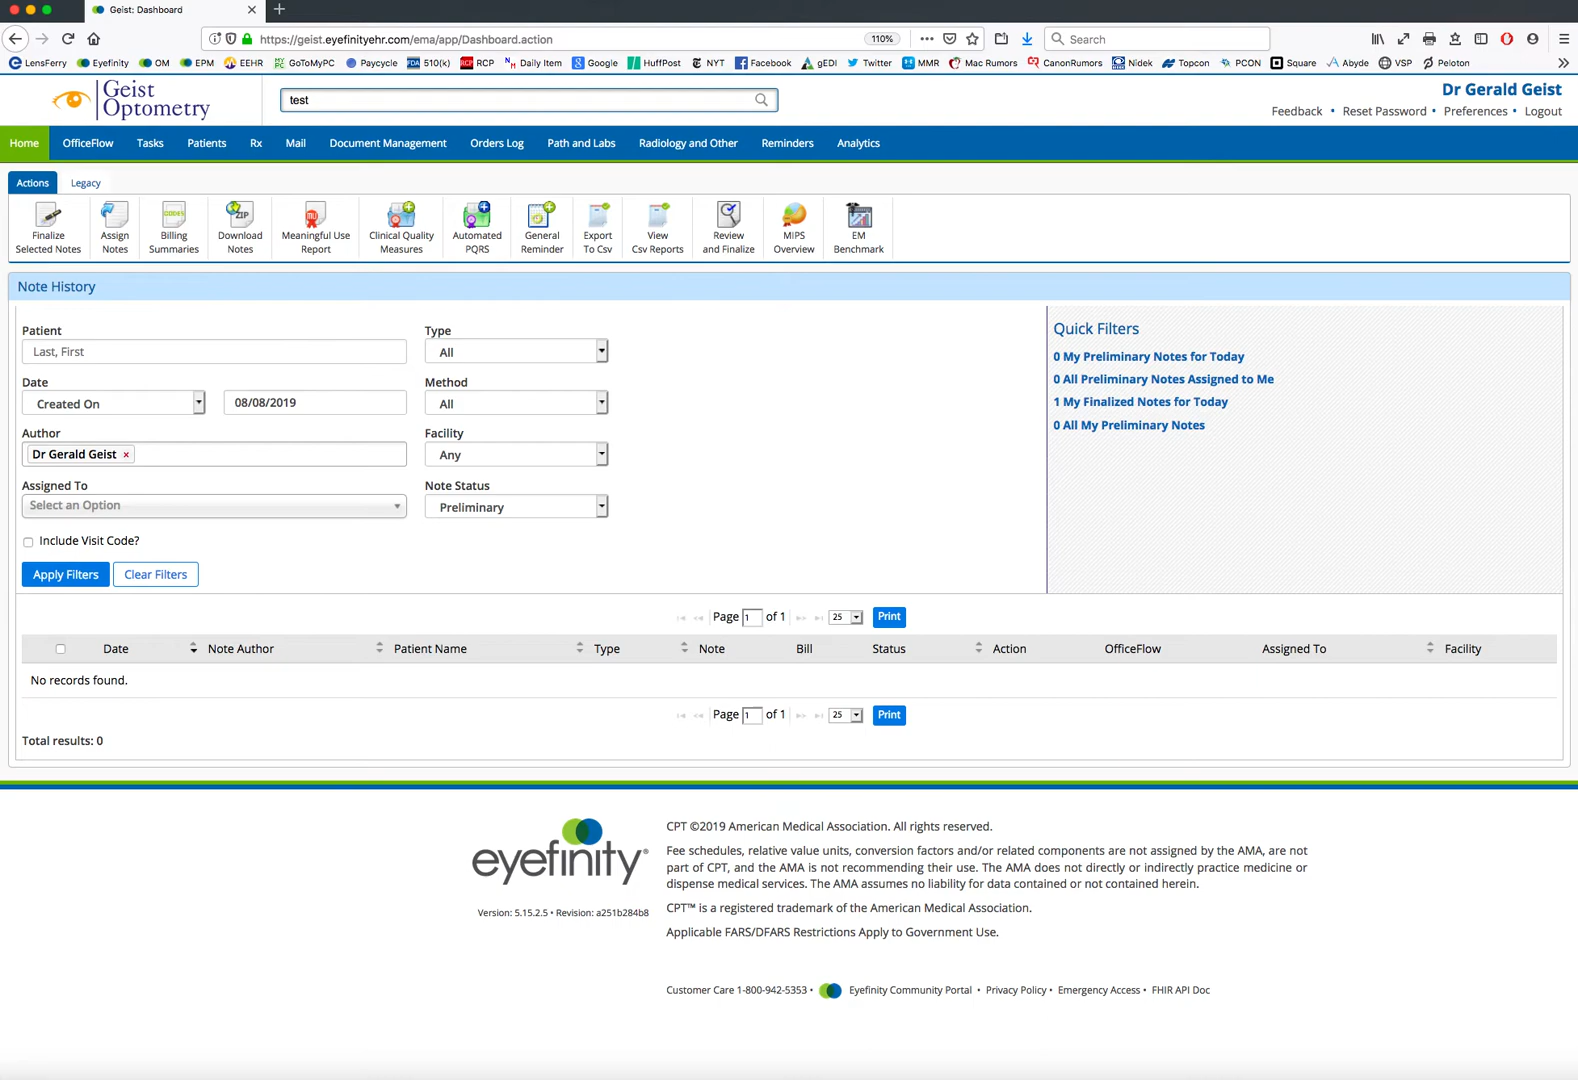 Geist: Dashboard
https://geist.eyefinityehr.com/ema/app/Dashboard.action
110%
Search
LensFerry Eyefinity OM EPM EEHR GoToMyPC Paycycle 510(k) RCP Daily Item Google HuffPost NYT Facebook gEDI Twitter MMR Mac Rumors CanonRumors Nidek Topcon PCON Square Abyde VSP Peloton
Geist
Optometry
test
Dr Gerald Geist
Feedback • Reset Password • Preferences • Logout
Home OfficeFlow Tasks Patients Rx Mail Document Management Orders Log Path and Labs Radiology and Other Reminders Analytics
Actions Legacy
Finalize Selected Notes
Assign Notes
Billing Summaries
Download Notes
Meaningful Use Report
Clinical Quality Measures
Automated PQRS
General Reminder
Export To Csv
View Csv Reports
Review and Finalize
MIPS Overview
EM Benchmark
Note History
Patient
Last, First
Type
All
Date
Created On
08/08/2019
Method
All
Author
Dr Gerald Geist ×
Facility
Any
Assigned To
Select an Option
Note Status
Preliminary
Include Visit Code?
Apply Filters Clear Filters
Quick Filters
0 My Preliminary Notes for Today
0 All Preliminary Notes Assigned to Me
1 My Finalized Notes for Today
0 All My Preliminary Notes
Page 1 of 1 25 Print
Date Note Author Patient Name Type Note Bill Status Action OfficeFlow Assigned To Facility
No records found.
Page 1 of 1 25 Print
Total results: 0
eyefinity®
Version: 5.15.2.5 • Revision: a251b284b8
CPT ©2019 American Medical Association. All rights reserved.
Fee schedules, relative value units, conversion factors and/or related components are not assigned by the AMA, are not
part of CPT, and the AMA is not recommending their use. The AMA does not directly or indirectly practice medicine or
dispense medical services. The AMA assumes no liability for data contained or not contained herein.
CPT™ is a registered trademark of the American Medical Association.
Applicable FARS/DFARS Restrictions Apply to Government Use.
Customer Care 1-800-942-5353 • Eyefinity Community Portal • Privacy Policy • Emergency Access • FHIR API Doc